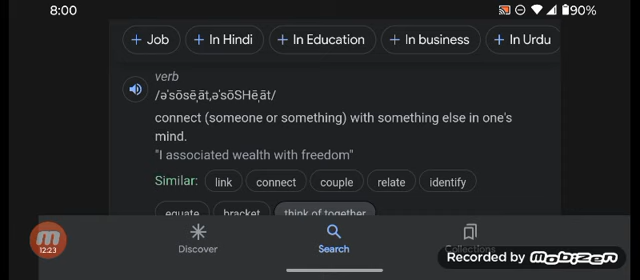 8:00 90%
+ Job + In Hindi + In Education + In business + In Urdu
verb
/əˈsōsēˌāt,əˈsōSHēˌāt/
connect (someone or something) with something else in one's
mind.
"I associated wealth with freedom"
Similar: link connect couple relate identify
equate bracket think of together
M
12:23
Discover Search Collections
Recorded by MOBIZEN